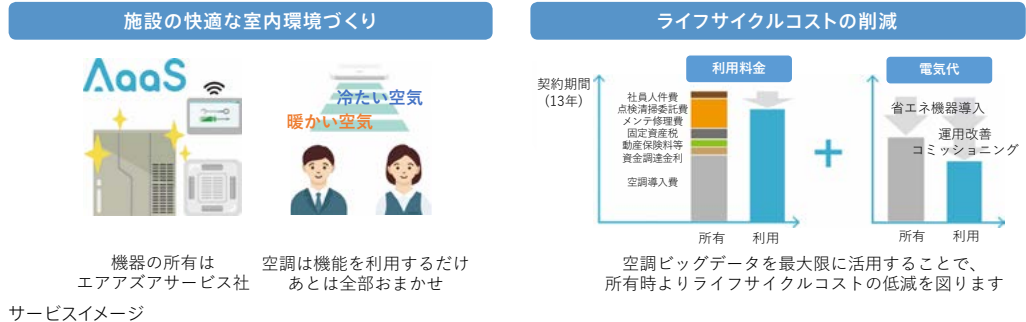 施設の快適な室内環境づくり
AaaS
冷たい空気
暖かい空気
機器の所有は
エアアズアサービス社
空調は機能を利用するだけ
あとは全部おまかせ
ライフサイクルコストの削減
契約期間
(13年)
利用料金
社員人件費
点検清掃委託費
メンテ修理費
固定資産税
動産保険料等
資金調達金利
空調導入費
所有
利用
+
電気代
省エネ機器導入
運用改善
コミッショニング
所有
利用
空調ビッグデータを最大限に活用することで、
所有時よりライフサイクルコストの低減を図ります
サービスイメージ